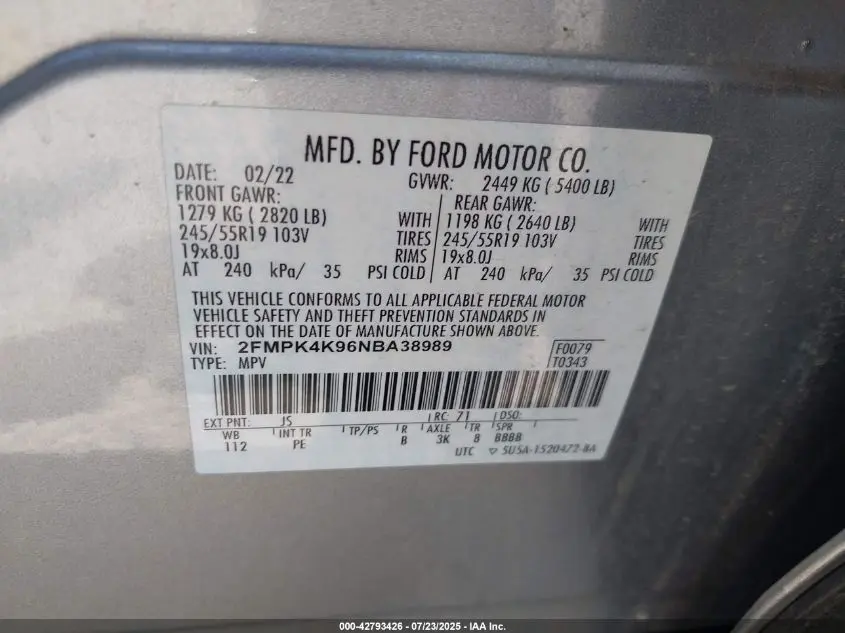 MFD. BY FORD MOTOR CO.
DATE: 02/22 GVWR: 2449 KG ( 5400 LB)
FRONT GAWR: REAR GAWR:
1279 KG ( 2820 LB) WITH 1198 KG ( 2640 LB) WITH
245/55R19 103V TIRES 245/55R19 103V TIRES
19x8.0J RIMS 19x8.0J RIMS
AT 240 kPa/ 35 PSI COLD AT 240 kPa/ 35 PSI COLD
THIS VEHICLE CONFORMS TO ALL APPLICABLE FEDERAL MOTOR
VEHICLE SAFETY AND THEFT PREVENTION STANDARDS IN
EFFECT ON THE DATE OF MANUFACTURE SHOWN ABOVE.
VIN: 2FMPK4K96NBA38989 F0079
TYPE: MPV T0343
EXT PNT: JS RC: 71 DSO:
WB INT TR TP/PS R AXLE TR SPR
112 PE B 3K 8 BBBB
UTC ▽ 5U5A-1520472-BA
000-42793426 - 07/23/2025 - IAA Inc.